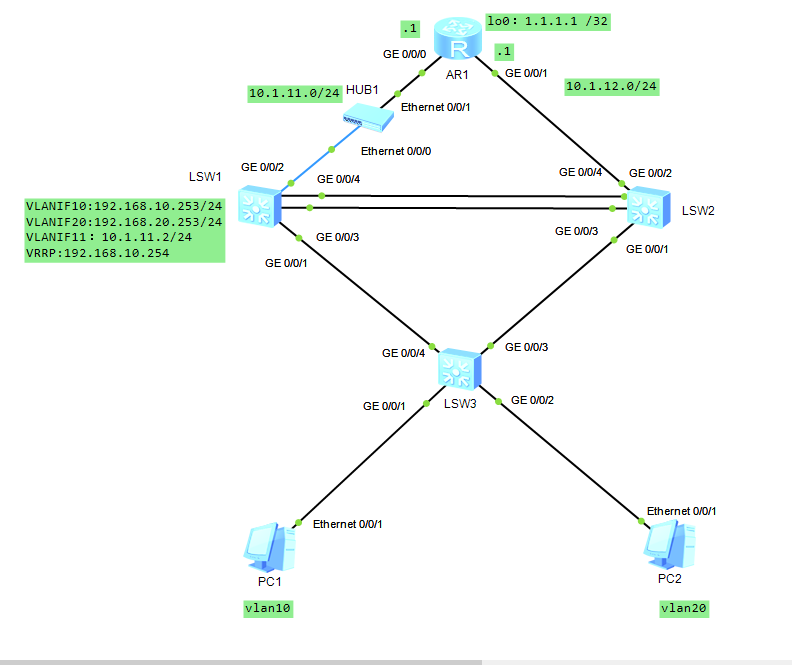 lo0: 1.1.1.1 /32
.1
GE 0/0/0
R
.1
AR1
GE 0/0/1
10.1.11.0/24
HUB1
10.1.12.0/24
Ethernet 0/0/1
Ethernet 0/0/0
GE 0/0/2
LSW1
GE 0/0/4
GE 0/0/4
GE 0/0/2
VLANIF10:192.168.10.253/24
VLANIF20:192.168.20.253/24
VLANIF11：10.1.11.2/24
VRRP:192.168.10.254
LSW2
GE 0/0/3
GE 0/0/3
GE 0/0/1
GE 0/0/1
GE 0/0/4
GE 0/0/3
LSW3
GE 0/0/1
GE 0/0/2
Ethernet 0/0/1
Ethernet 0/0/1
PC1
PC2
vlan10
vlan20